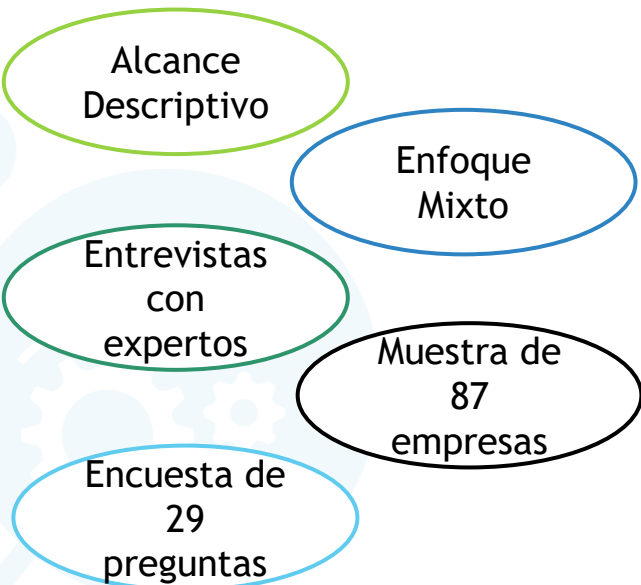 Alcance
Descriptivo
Enfoque
Mixto
Entrevistas
con
expertos
Muestra de
87
empresas
Encuesta de
29
preguntas